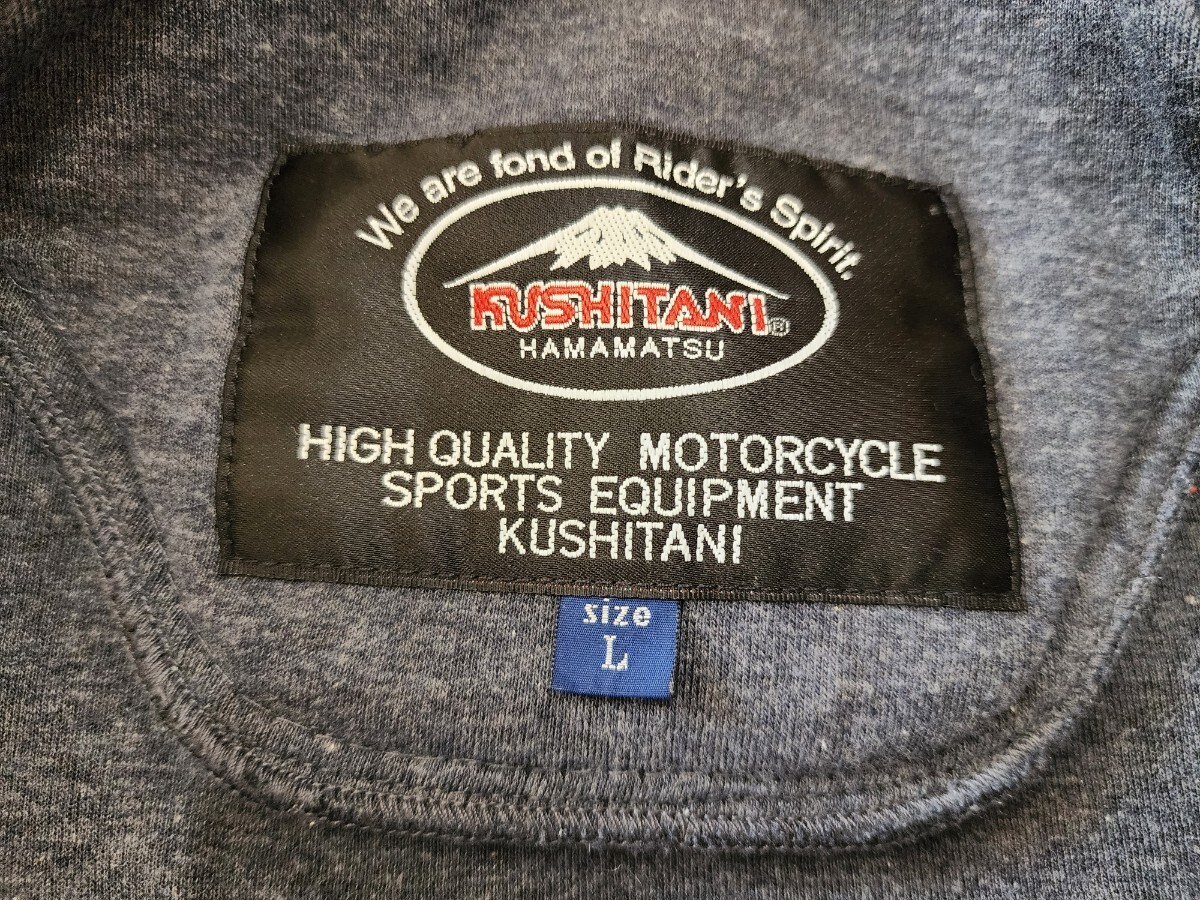 We are fond of Rider's Spirit.
KUSHITANI®
HAMAMATSU
HIGH QUALITY MOTORCYCLE
SPORTS EQUIPMENT
KUSHITANI
size
L